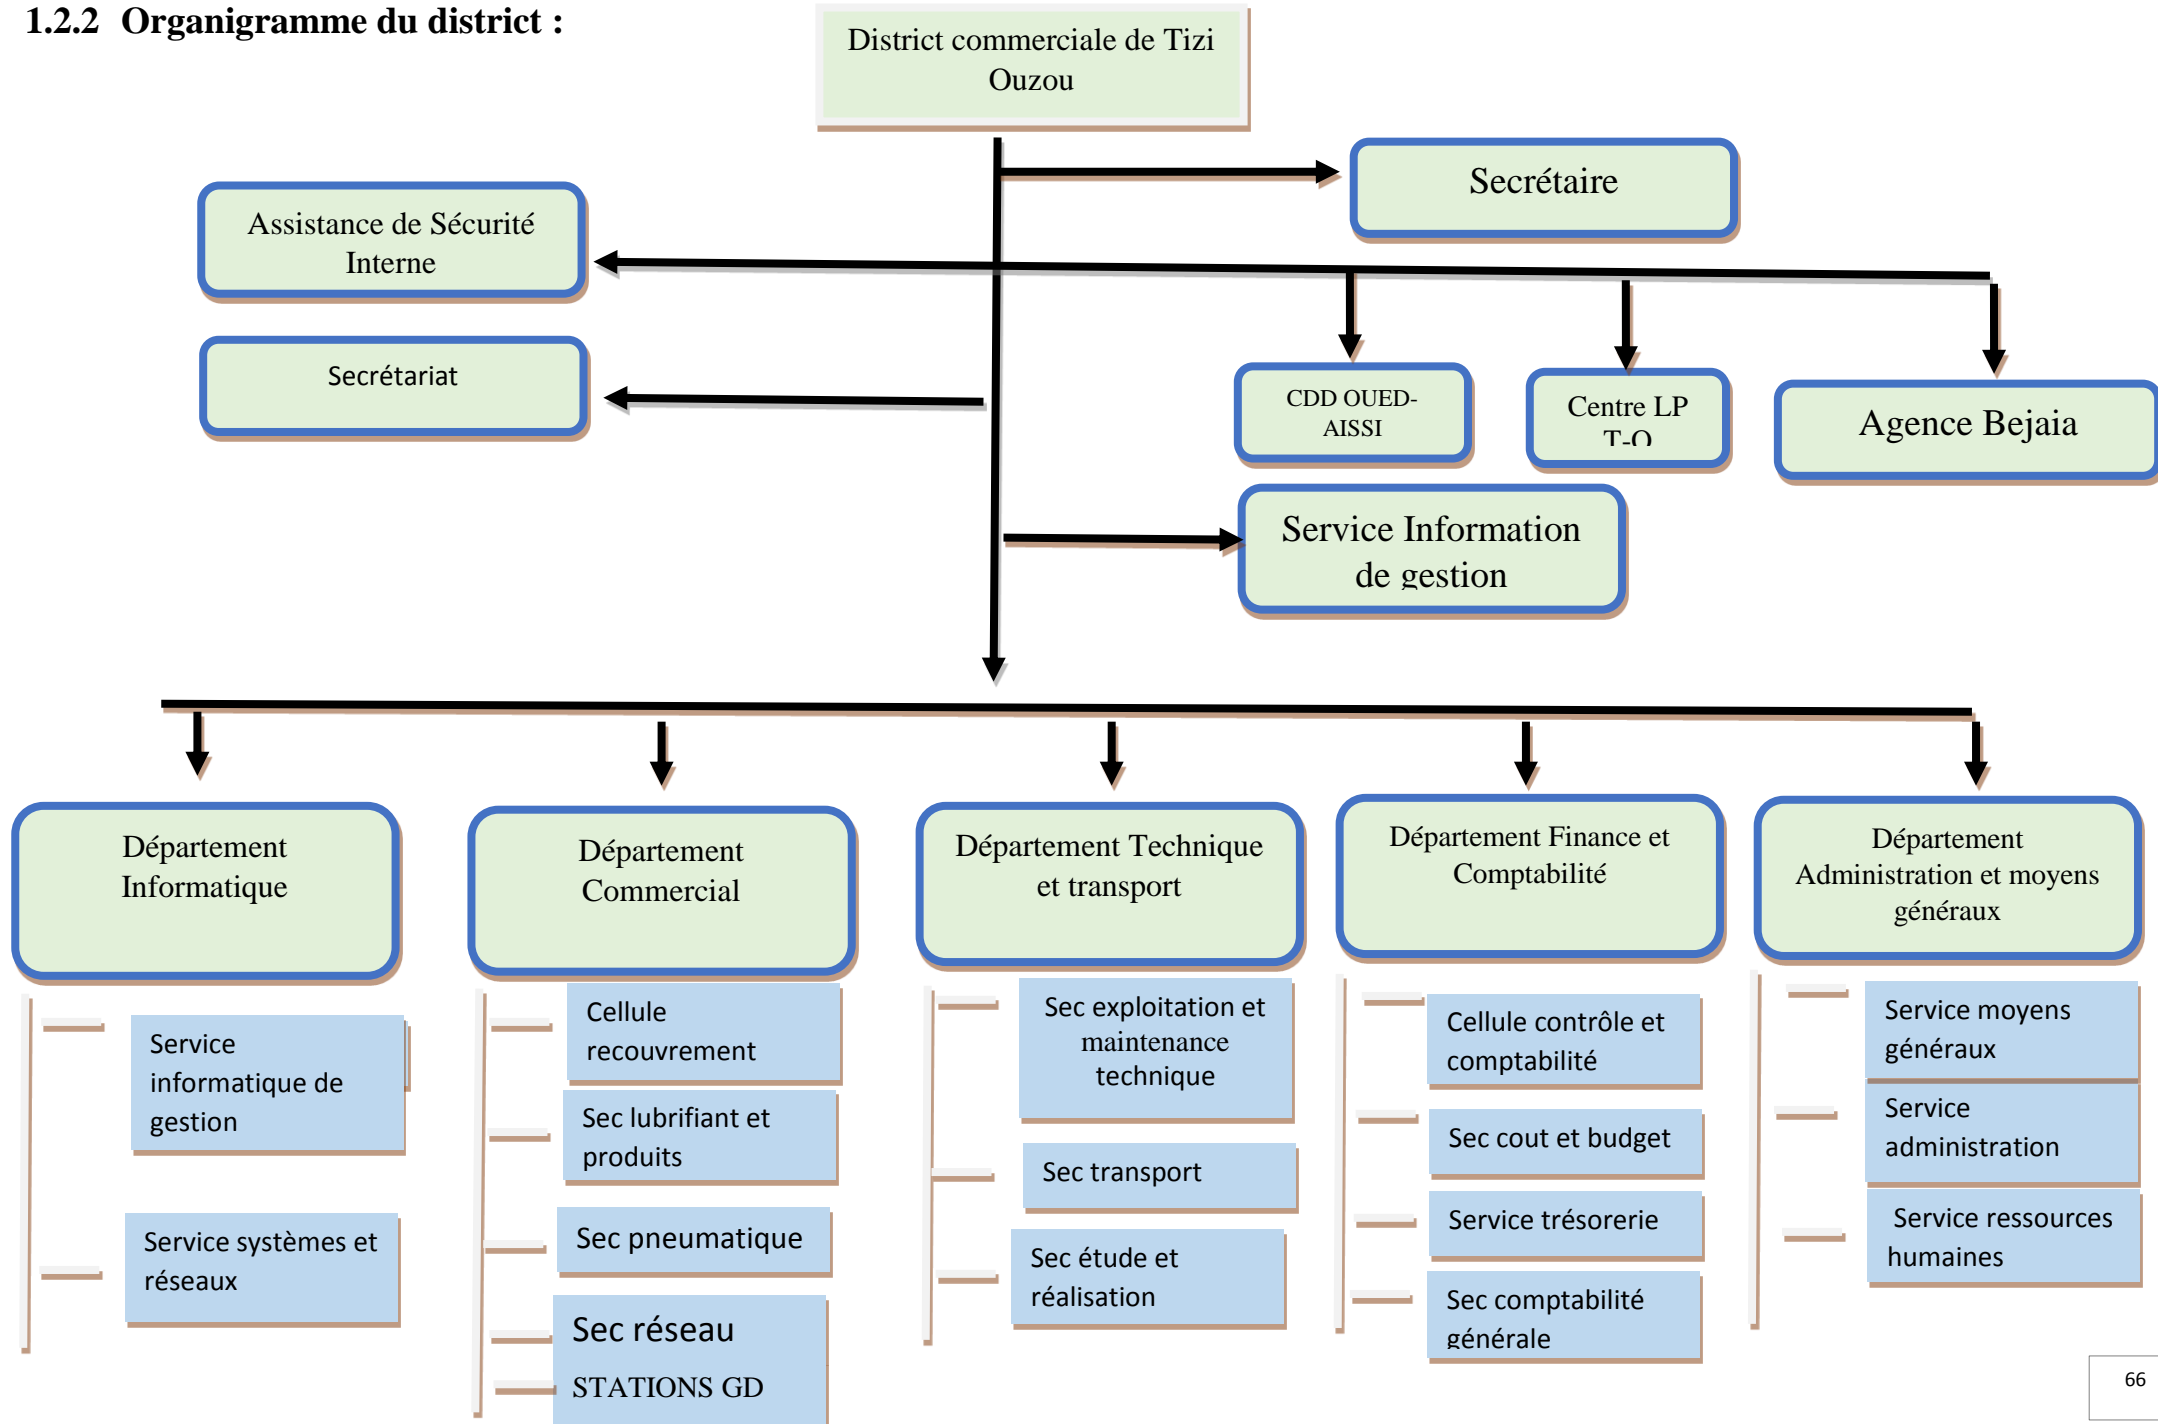 1.2.2 Organigramme du district :
District commerciale de Tizi
Ouzou
Secrétaire
Assistance de Sécurité
Interne
Secrétariat
CDD OUED-
AISSI
Centre LP
T-O
Agence Bejaia
Service Information
de gestion
Département
Informatique
Département
Commercial
Département Technique
et transport
Département Finance et
Comptabilité
Département
Administration et moyens
généraux
Service
informatique de
gestion
Service systèmes et
réseaux
Cellule
recouvrement
Sec lubrifiant et
produits
Sec pneumatique
Sec réseau
STATIONS GD
Sec exploitation et
maintenance
technique
Sec transport
Sec étude et
réalisation
Cellule contrôle et
comptabilité
Sec cout et budget
Service trésorerie
Sec comptabilité
générale
Service moyens
généraux
Service
administration
Service ressources
humaines
66